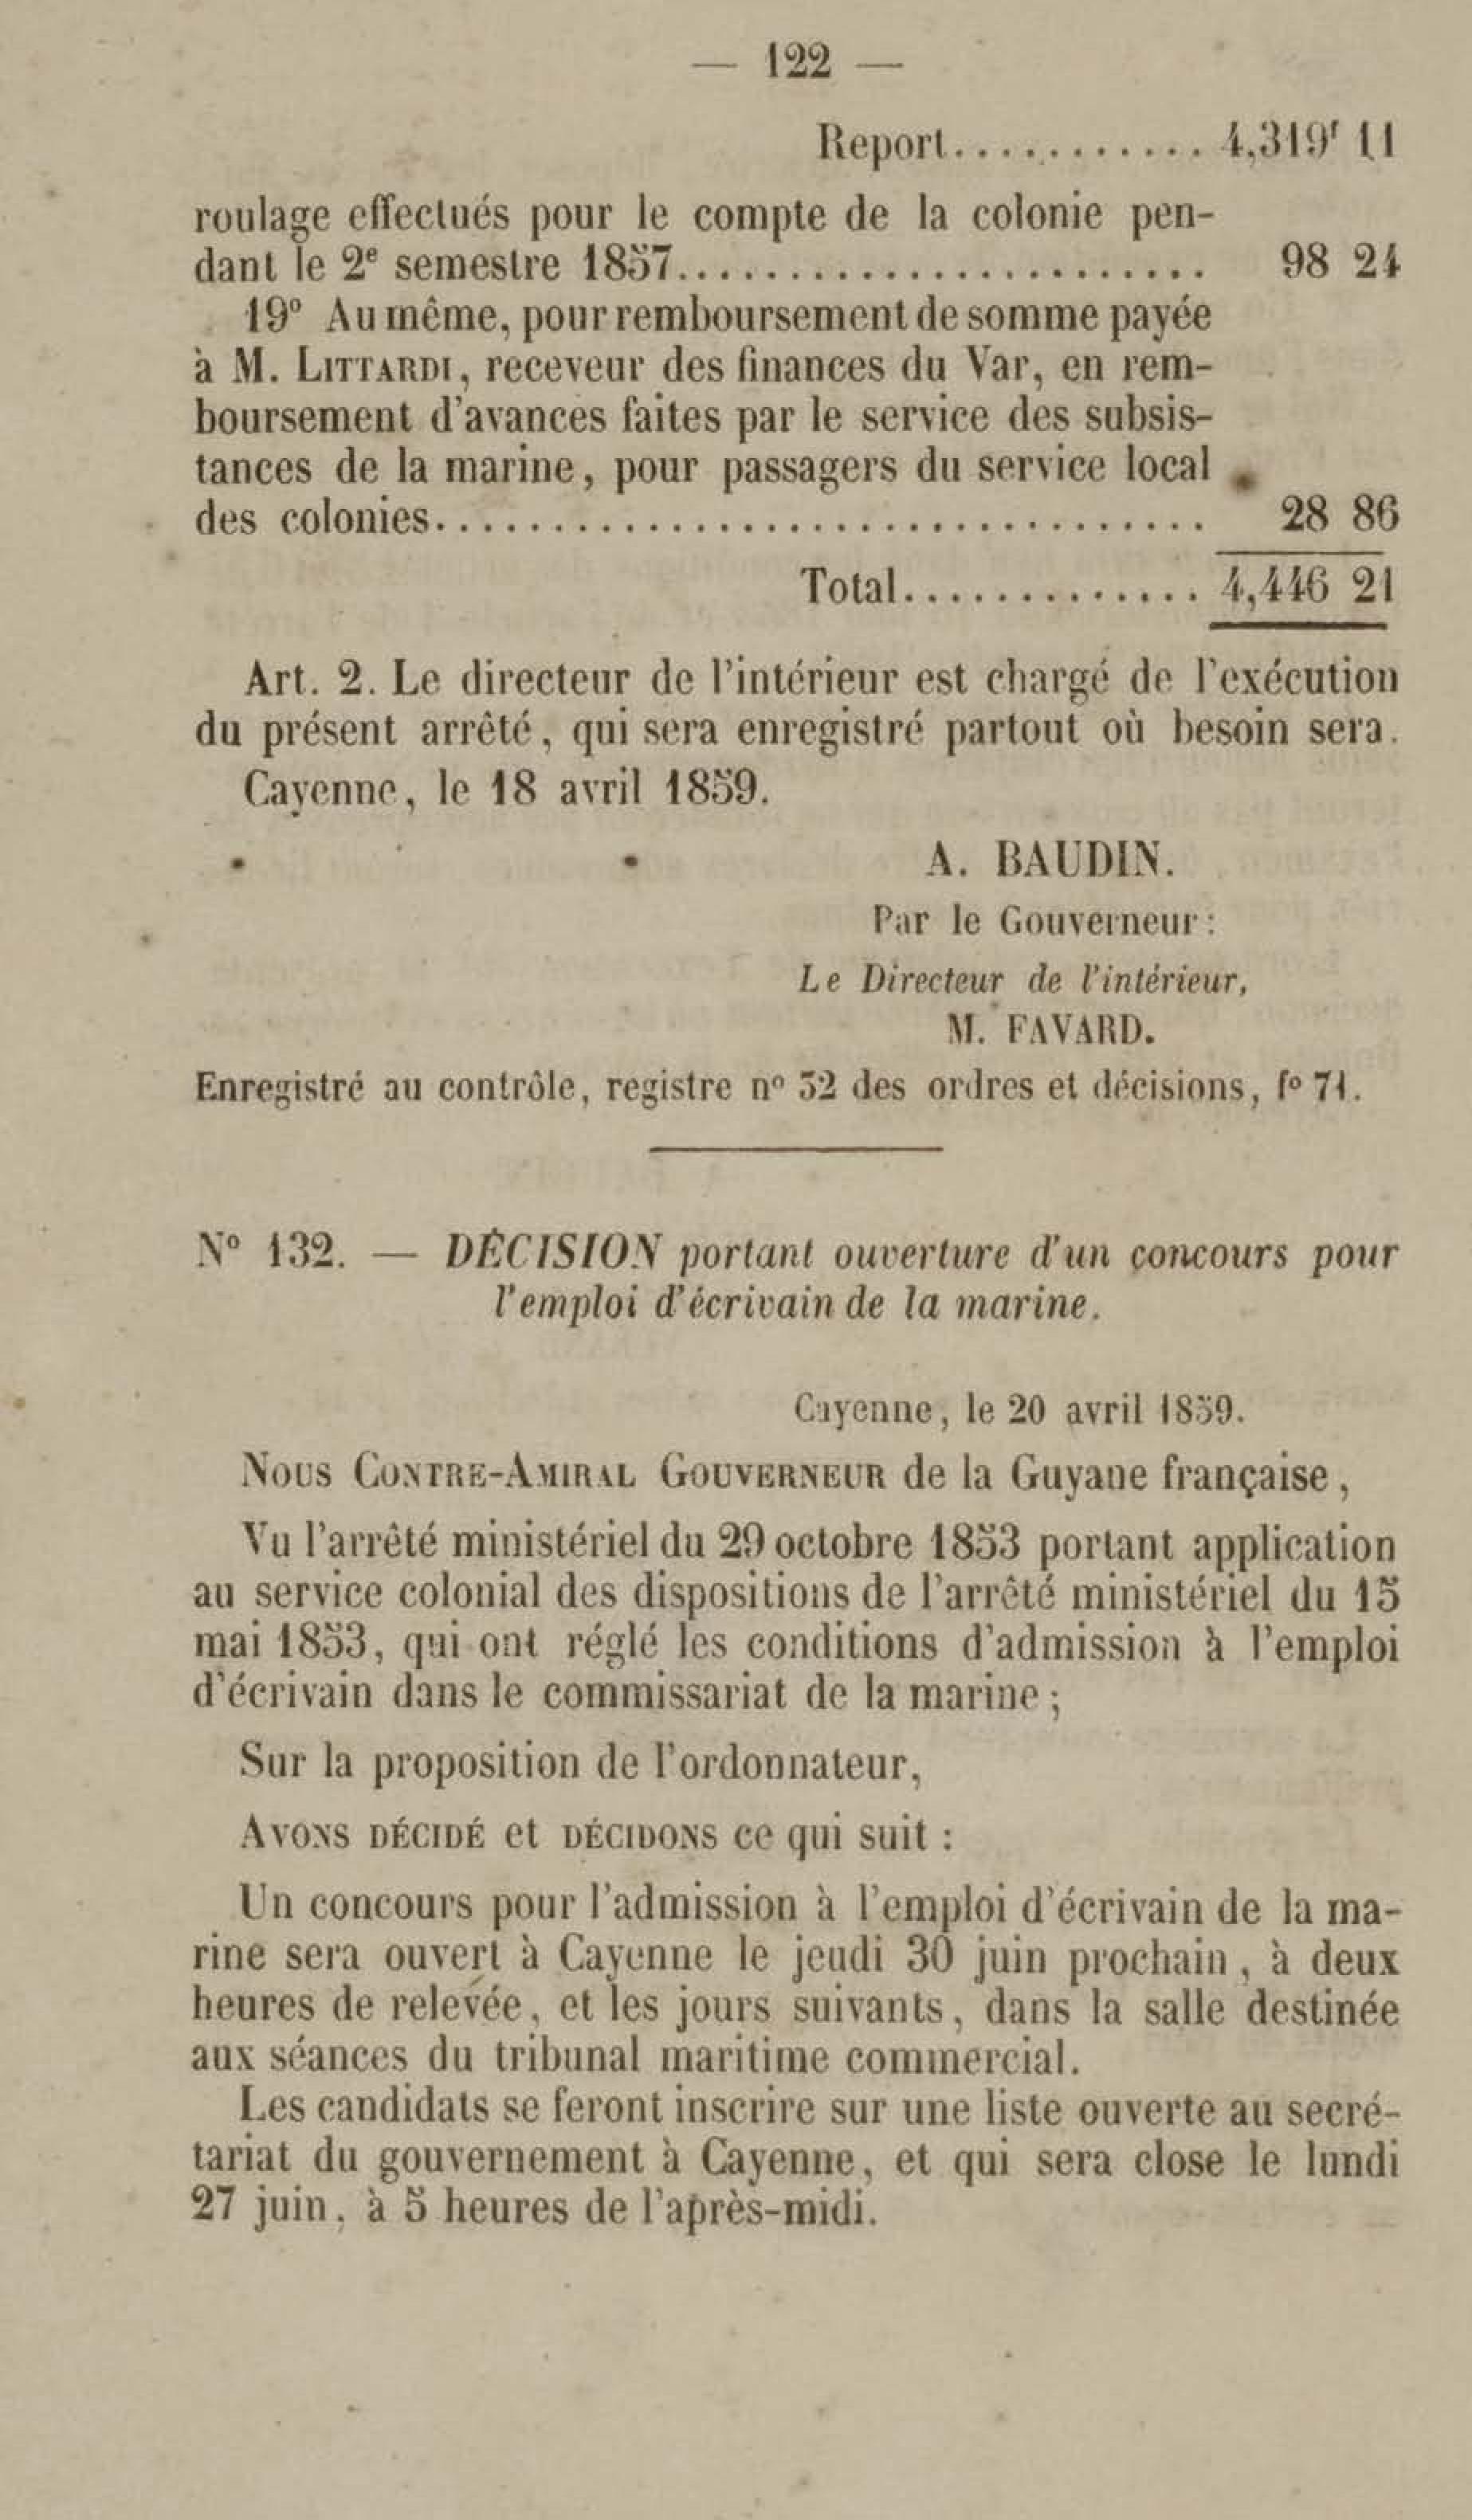 — 122 —
Report............ 4,319f 11
roulage effectués pour le compte de la colonie pen-
dant le 2e semestre 1857........................ 98 24
19° Au même, pour remboursement de somme payée
à M. LITTARDI, receveur des finances du Var, en rem-
boursement d'avances faites par le service des subsis-
tances de la marine, pour passagers du service local
des colonies................................. 28 86
Total............. 4,446 21
Art. 2. Le directeur de l'intérieur est chargé de l'exécution
du présent arrêté, qui sera enregistré partout où besoin sera.
Cayenne, le 18 avril 1859.
A. BAUDIN.
Par le Gouverneur:
Le Directeur de l'intérieur,
M. FAVARD.
Enregistré au contrôle, registre n° 52 des ordres et décisions, f° 71.
N° 132. — DÉCISION portant ouverture d'un concours pour
l'emploi d'écrivain de la marine.
Cayenne, le 20 avril 1859.
NOUS CONTRE-AMIRAL GOUVERNEUR de la Guyane française,
Vu l'arrêté ministériel du 29 octobre 1853 portant application
au service colonial des dispositions de l'arrêté ministériel du 15
mai 1853, qui ont réglé les conditions d'admission à l'emploi
d'écrivain dans le commissariat de la marine;
Sur la proposition de l'ordonnateur,
AVONS DÉCIDÉ et DÉCIDONS ce qui suit :
Un concours pour l'admission à l'emploi d'écrivain de la ma-
rine sera ouvert à Cayenne le jeudi 30 juin prochain, à deux
heures de relevée, et les jours suivants, dans la salle destinée
aux séances du tribunal maritime commercial.
Les candidats se feront inscrire sur une liste ouverte au secré-
tariat du gouvernement à Cayenne, et qui sera close le lundi
27 juin, à 5 heures de l'après-midi.